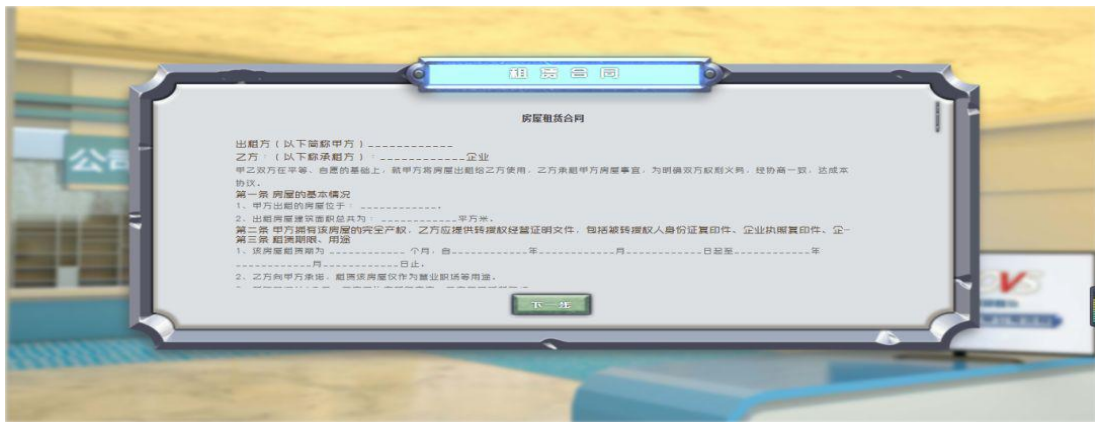 租赁合同
房屋租赁合同
出租方(以下简称甲方)____________
乙方:(以下称承租方):____________企业
甲乙双方在平等、自愿的基础上,就甲方将房屋出租给乙方使用,乙方承租甲方房屋事宜,为明确双方权利义务,经协商一致,达成本
协议。
第一条 房屋的基本情况
1、甲方出租的房屋位于:____________。
2、出租房屋建筑面积总共为:____________平方米。
第二条 甲方拥有该房屋的完全产权,乙方应提供转授权经营证明文件,包括被转授权人身份证复印件、企业执照复印件、企…
第三条 租赁期限、用途
1、该房屋租赁期为____________个月,自____________年____________月____________日起至____________年
____________月____________日止。
2、乙方向甲方承诺,租赁该房屋仅作为营业职场等用途。
下一步
公司